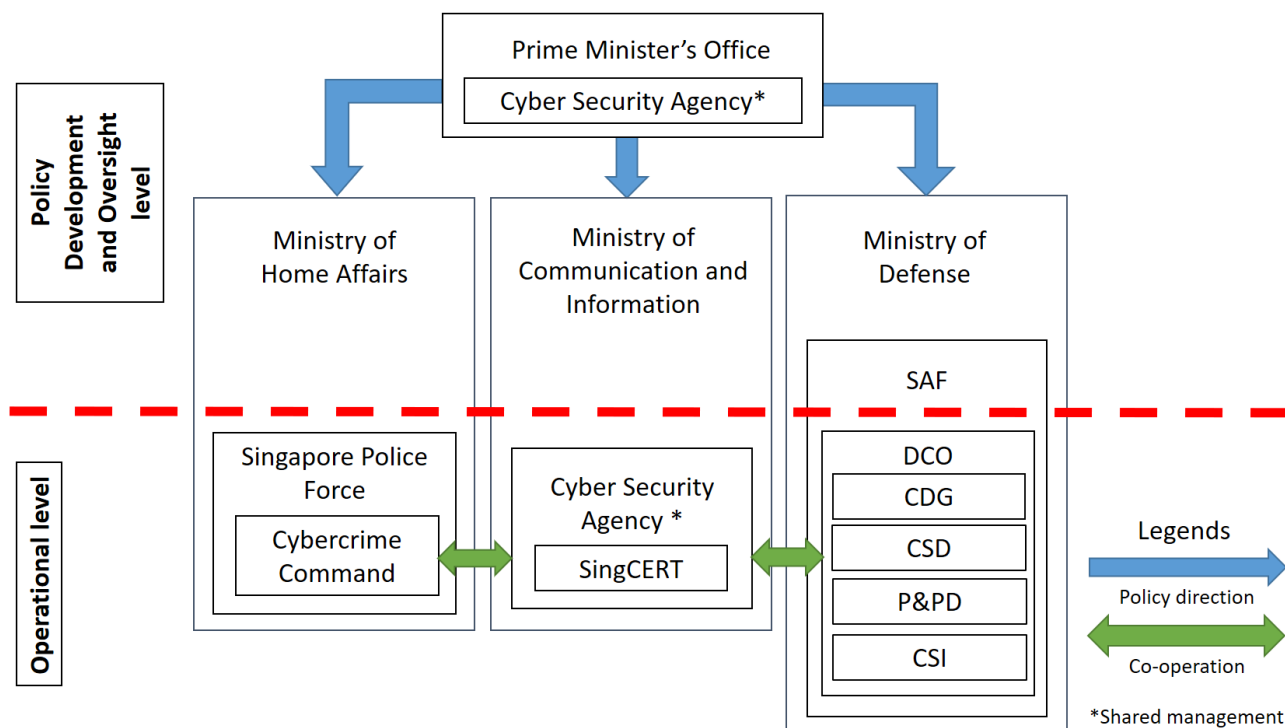 Prime Minister’s Office
Cyber Security Agency*
Policy
Development
and Oversight
level
Ministry of
Home Affairs
Ministry of
Communication and
Information
Ministry of
Defense
SAF
Operational level
Singapore Police
Force
Cybercrime
Command
Cyber Security
Agency *
SingCERT
DCO
CDG
CSD
P&PD
CSI
Legends
Policy direction
Co-operation
*Shared management